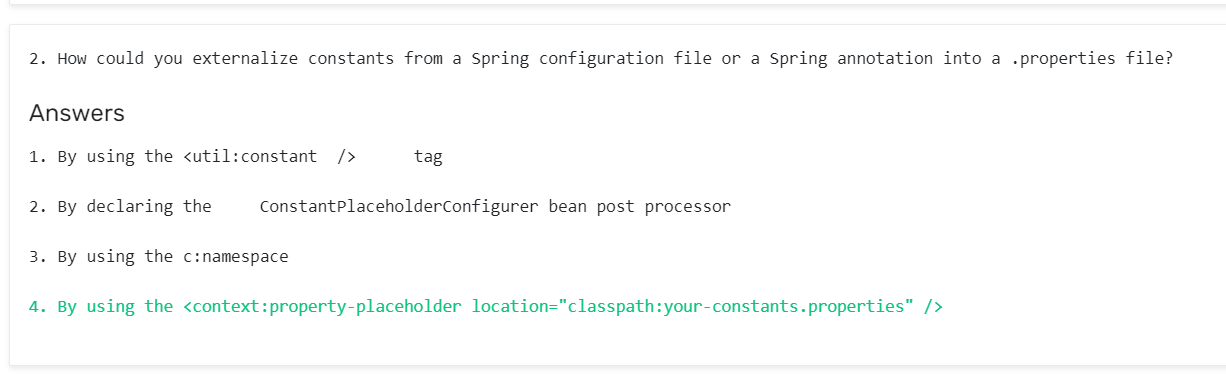 2. How could you externalize constants from a Spring configuration file or a Spring annotation into a .properties file?
Answers
1. By using the <util:constant  />      tag
2. By declaring the     ConstantPlaceholderConfigurer bean post processor
3. By using the c:namespace
4. By using the <context:property-placeholder location="classpath:your-constants.properties" />